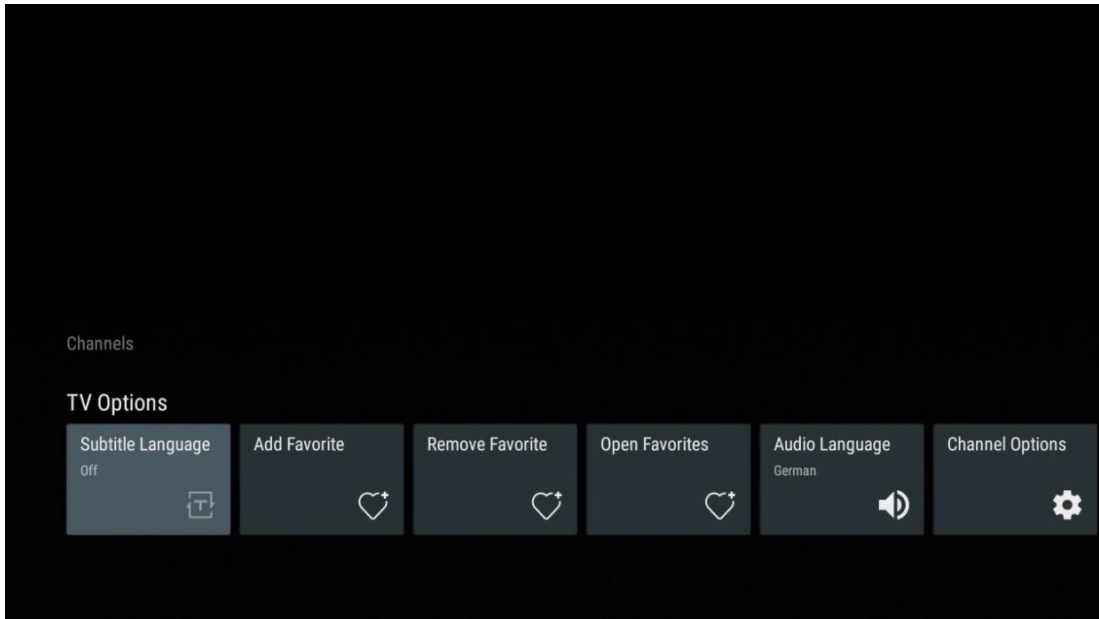 Channels
TV Options
Subtitle Language
Off
Add Favorite
Remove Favorite
Open Favorites
Audio Language
German
Channel Options